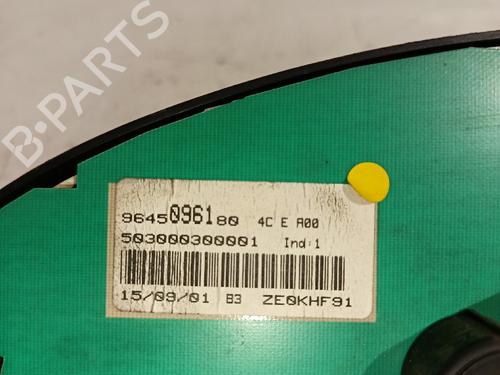 B-PARTS
9645096180 4C E A00
503000300001 Ind:1
15/09/01 B3 ZE0KHF91